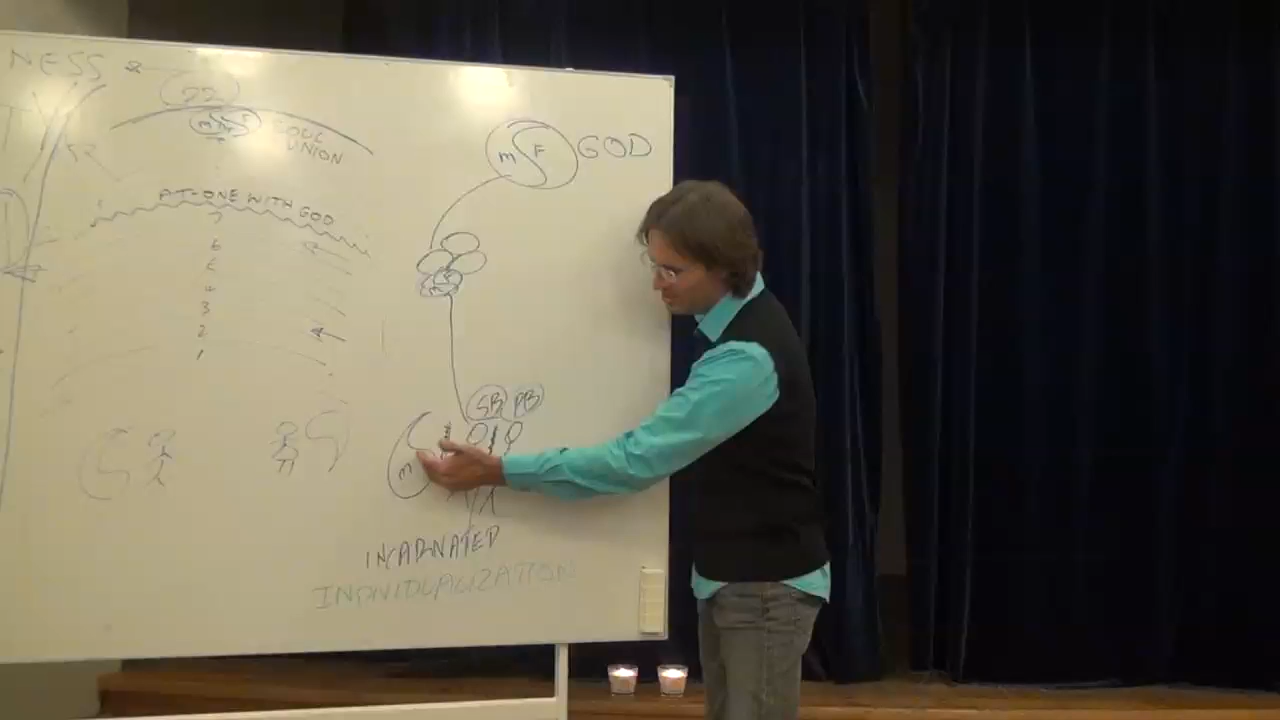 NESS &
22
SOUL
UNION
m F GOD
AT-ONE WITH GOD
7
6
5
4
3
2
1
SB PB
m
INCARNATED
INDIVIDUALIZATION